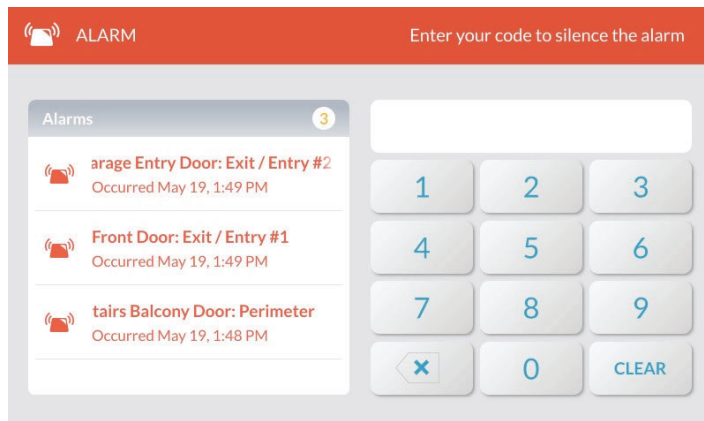 ALARM
Enter your code to silence the alarm
Alarms 3
arage Entry Door: Exit / Entry #2
Occurred May 19, 1:49 PM
Front Door: Exit / Entry #1
Occurred May 19, 1:49 PM
tairs Balcony Door: Perimeter
Occurred May 19, 1:48 PM
1 2 3
4 5 6
7 8 9
0 CLEAR